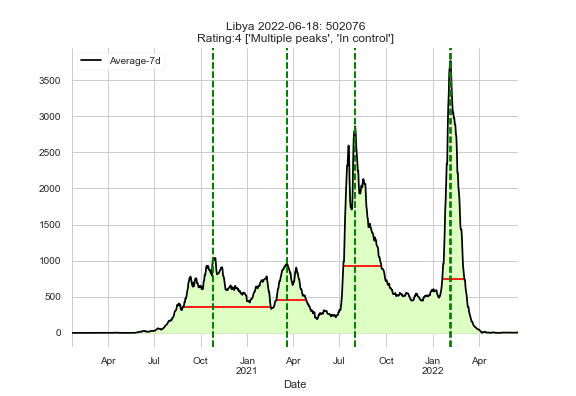 Libya 2022-06-18: 502076
Rating:4 ['Multiple peaks', 'In control']
Average-7d
3500
3000
2500
2000
1500
1000
500
0
Apr Jul Oct Jan Apr Jul Oct Jan Apr
2021 2022
Date